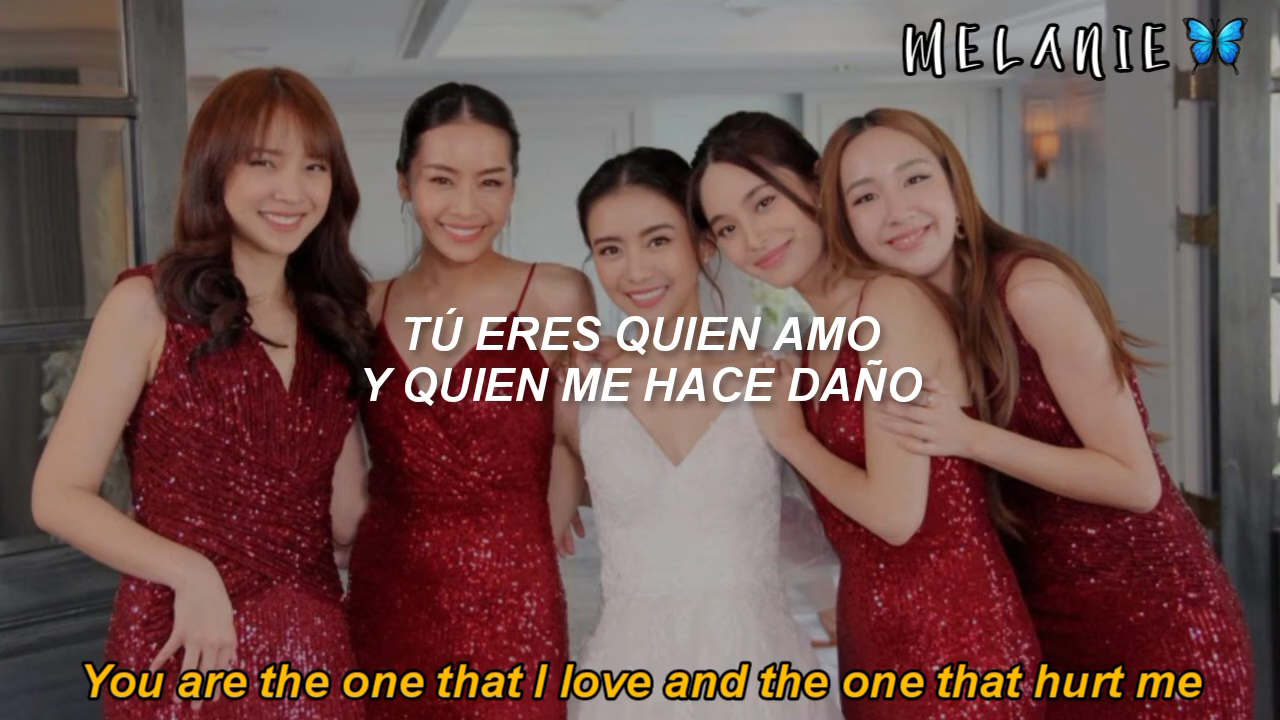 MELANIE
TÚ ERES QUIEN AMO
Y QUIEN ME HACE DAÑO
You are the one that I love and the one that hurt me